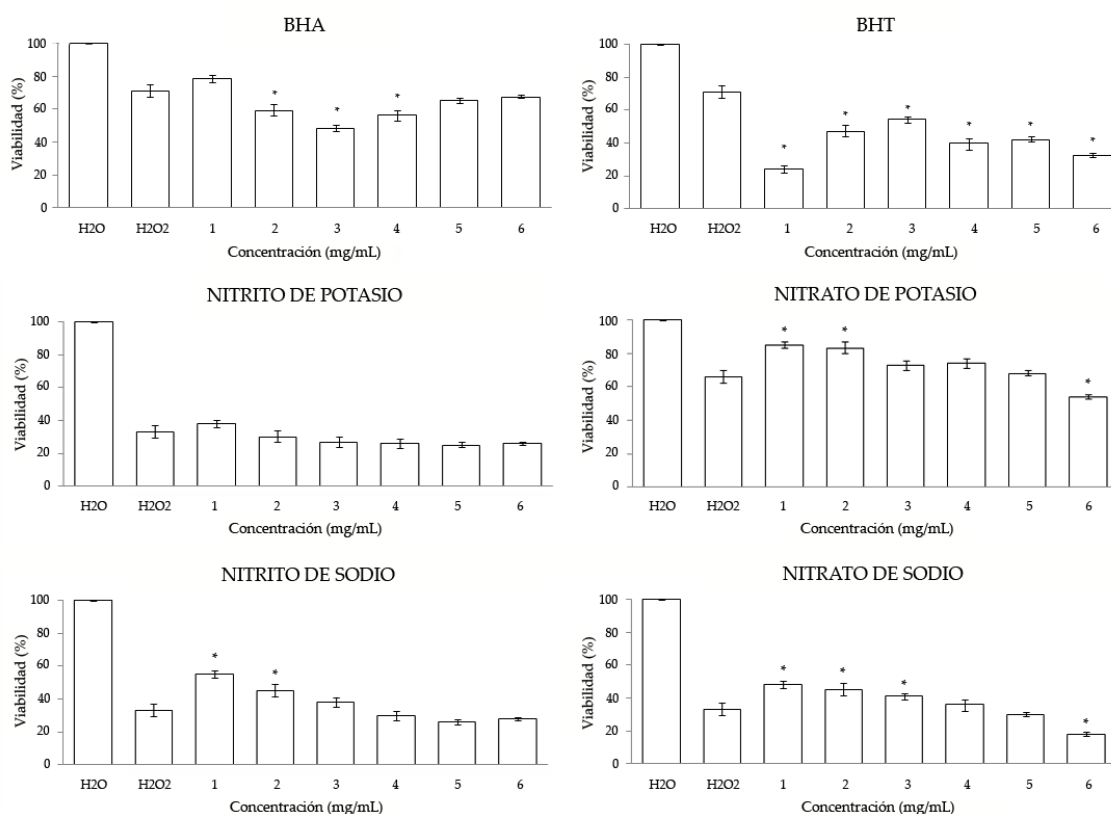 BHA
100
80
60
40
20
0
Viabilidad (%)
* * *
H2O H2O2 1 2 3 4 5 6
Concentración (mg/mL)
BHT
100
80
60
40
20
0
Viabilidad (%)
* * * * * *
H2O H2O2 1 2 3 4 5 6
Concentración (mg/mL)
NITRITO DE POTASIO
100
80
60
40
20
0
Viabilidad (%)
H2O H2O2 1 2 3 4 5 6
Concentración (mg/mL)
NITRATO DE POTASIO
100
80
60
40
20
0
Viabilidad (%)
* * *
H2O H2O2 1 2 3 4 5 6
Concentración (mg/mL)
NITRITO DE SODIO
100
80
60
40
20
0
Viabilidad (%)
* *
H2O H2O2 1 2 3 4 5 6
Concentración (mg/mL)
NITRATO DE SODIO
100
80
60
40
20
0
Viabilidad (%)
* * * *
H2O H2O2 1 2 3 4 5 6
Concentración (mg/mL)